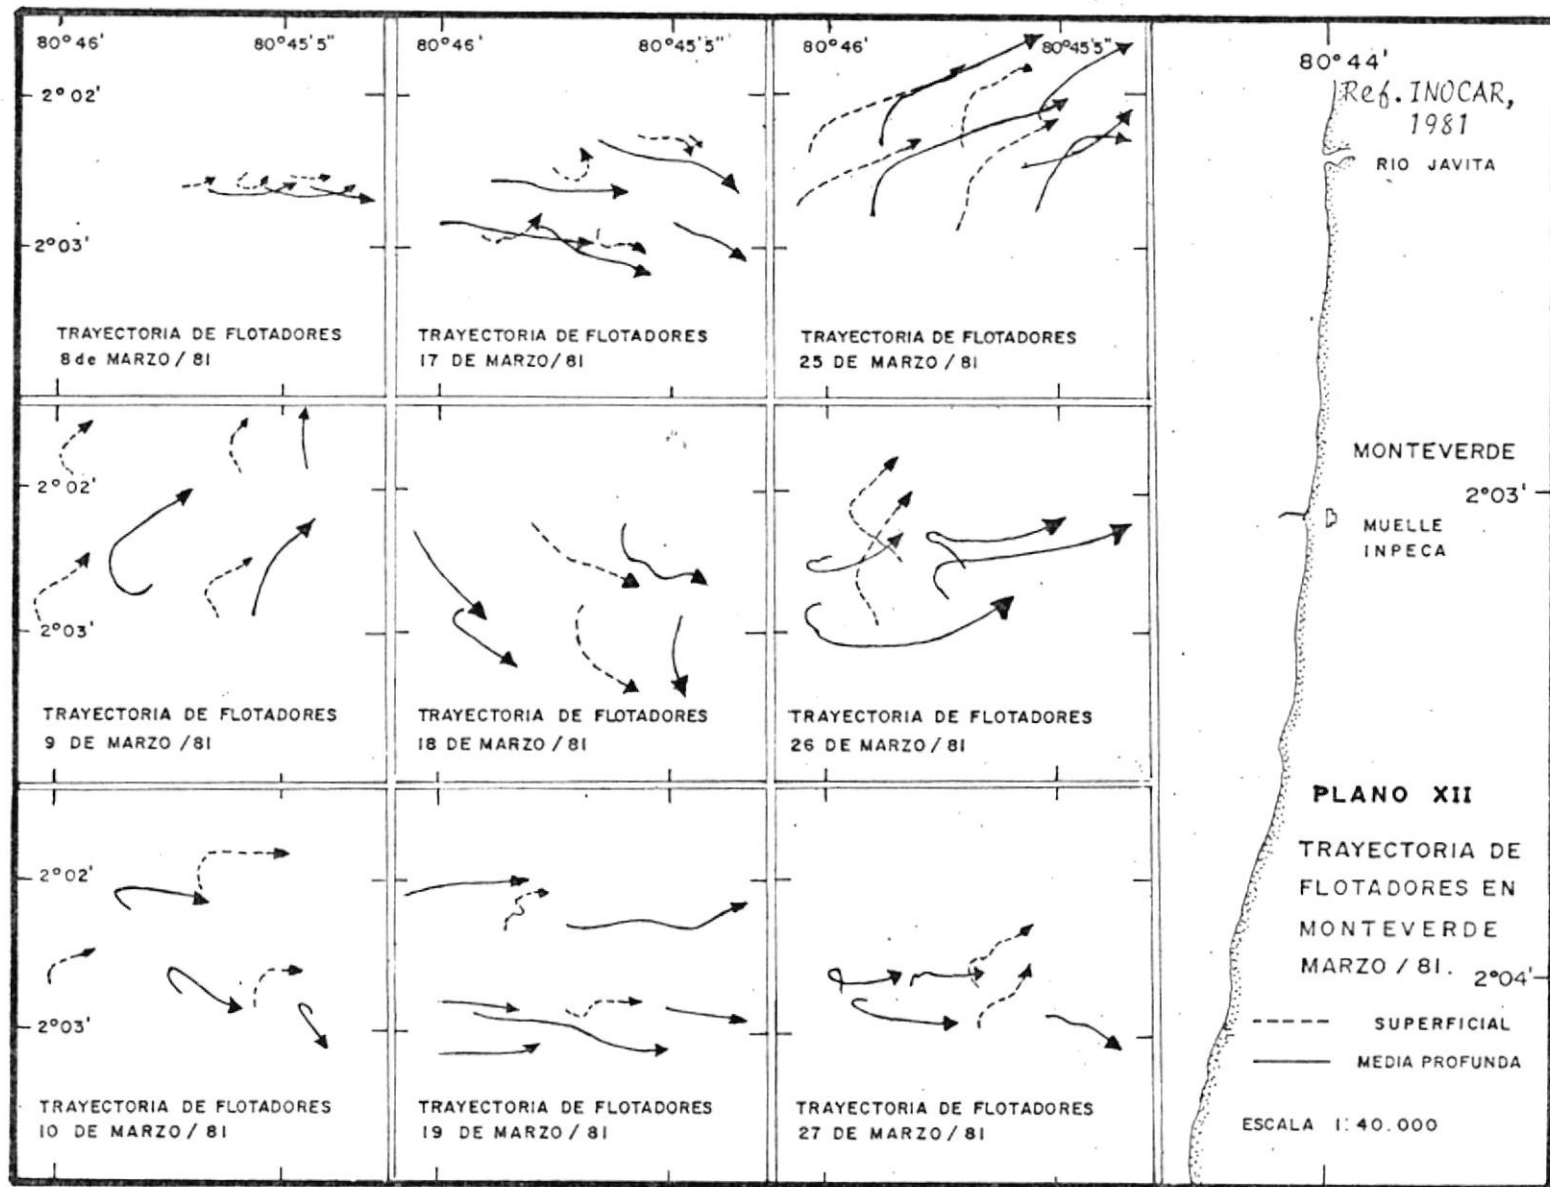 80°46'
80°45'5"
80°46'
80°45'5"
80°46'
80°45'5"
2°02'
2°03'
TRAYECTORIA DE FLOTADORES
8 de MARZO / 81
TRAYECTORIA DE FLOTADORES
17 DE MARZO / 81
TRAYECTORIA DE FLOTADORES
25 DE MARZO / 81
2°02'
2°03'
TRAYECTORIA DE FLOTADORES
9 DE MARZO / 81
TRAYECTORIA DE FLOTADORES
18 DE MARZO / 81
TRAYECTORIA DE FLOTADORES
26 DE MARZO / 81
2°02'
2°03'
TRAYECTORIA DE FLOTADORES
10 DE MARZO / 81
TRAYECTORIA DE FLOTADORES
19 DE MARZO / 81
TRAYECTORIA DE FLOTADORES
27 DE MARZO / 81
80°44'
Ref. INOCAR,
1981
RIO JAVITA
MONTEVERDE
2°03'
MUELLE
INPECA
PLANO XII
TRAYECTORIA DE
FLOTADORES EN
MONTEVERDE
MARZO / 81.
2°04'
SUPERFICIAL
MEDIA PROFUNDA
ESCALA 1:40.000